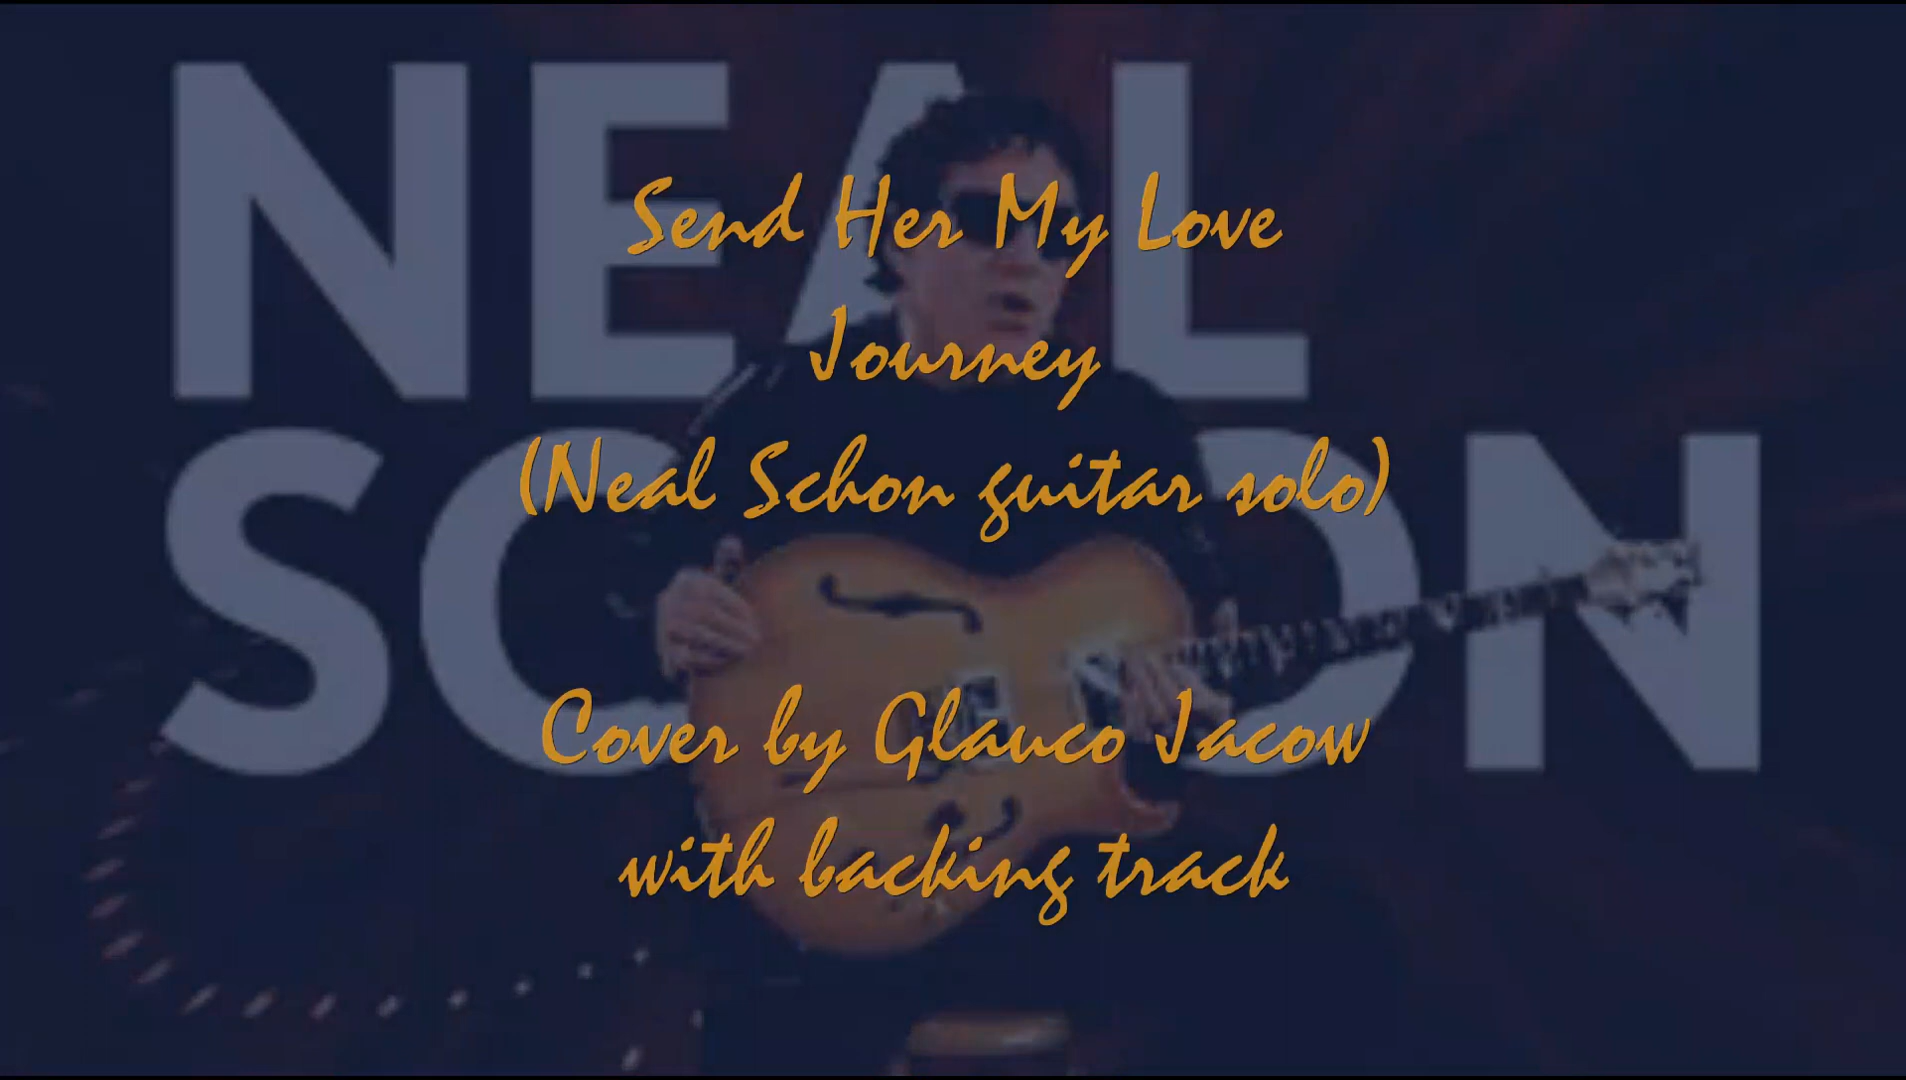 NEAL
SCHON
Send Her My Love
Journey
(Neal Schon guitar solo)
Cover by Glauco Jacow
with backing track